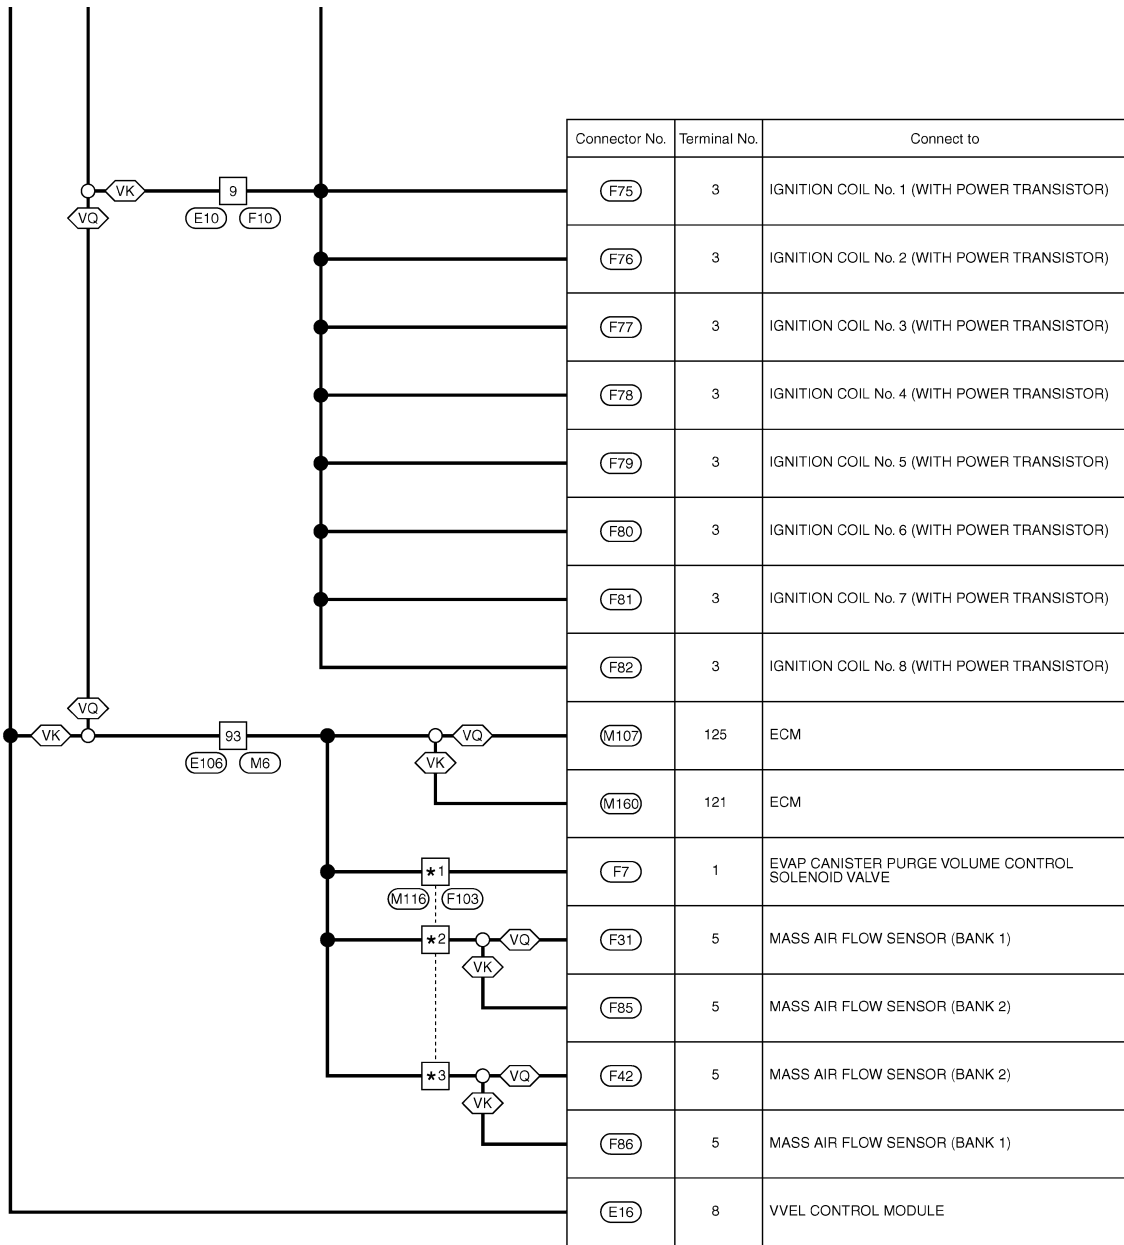 Connector No. Terminal No. Connect to
VK 9 F75 3 IGNITION COIL No. 1 (WITH POWER TRANSISTOR)
VQ E10 F10
F76 3 IGNITION COIL No. 2 (WITH POWER TRANSISTOR)
F77 3 IGNITION COIL No. 3 (WITH POWER TRANSISTOR)
F78 3 IGNITION COIL No. 4 (WITH POWER TRANSISTOR)
F79 3 IGNITION COIL No. 5 (WITH POWER TRANSISTOR)
F80 3 IGNITION COIL No. 6 (WITH POWER TRANSISTOR)
F81 3 IGNITION COIL No. 7 (WITH POWER TRANSISTOR)
F82 3 IGNITION COIL No. 8 (WITH POWER TRANSISTOR)
VQ
VK 93 VQ M107 125 ECM
E106 M6 VK
M160 121 ECM
★1 F7 1 EVAP CANISTER PURGE VOLUME CONTROL
SOLENOID VALVE
M116 F103
★2 VQ F31 5 MASS AIR FLOW SENSOR (BANK 1)
VK
F85 5 MASS AIR FLOW SENSOR (BANK 2)
★3 VQ F42 5 MASS AIR FLOW SENSOR (BANK 2)
VK
F86 5 MASS AIR FLOW SENSOR (BANK 1)
E16 8 VVEL CONTROL MODULE